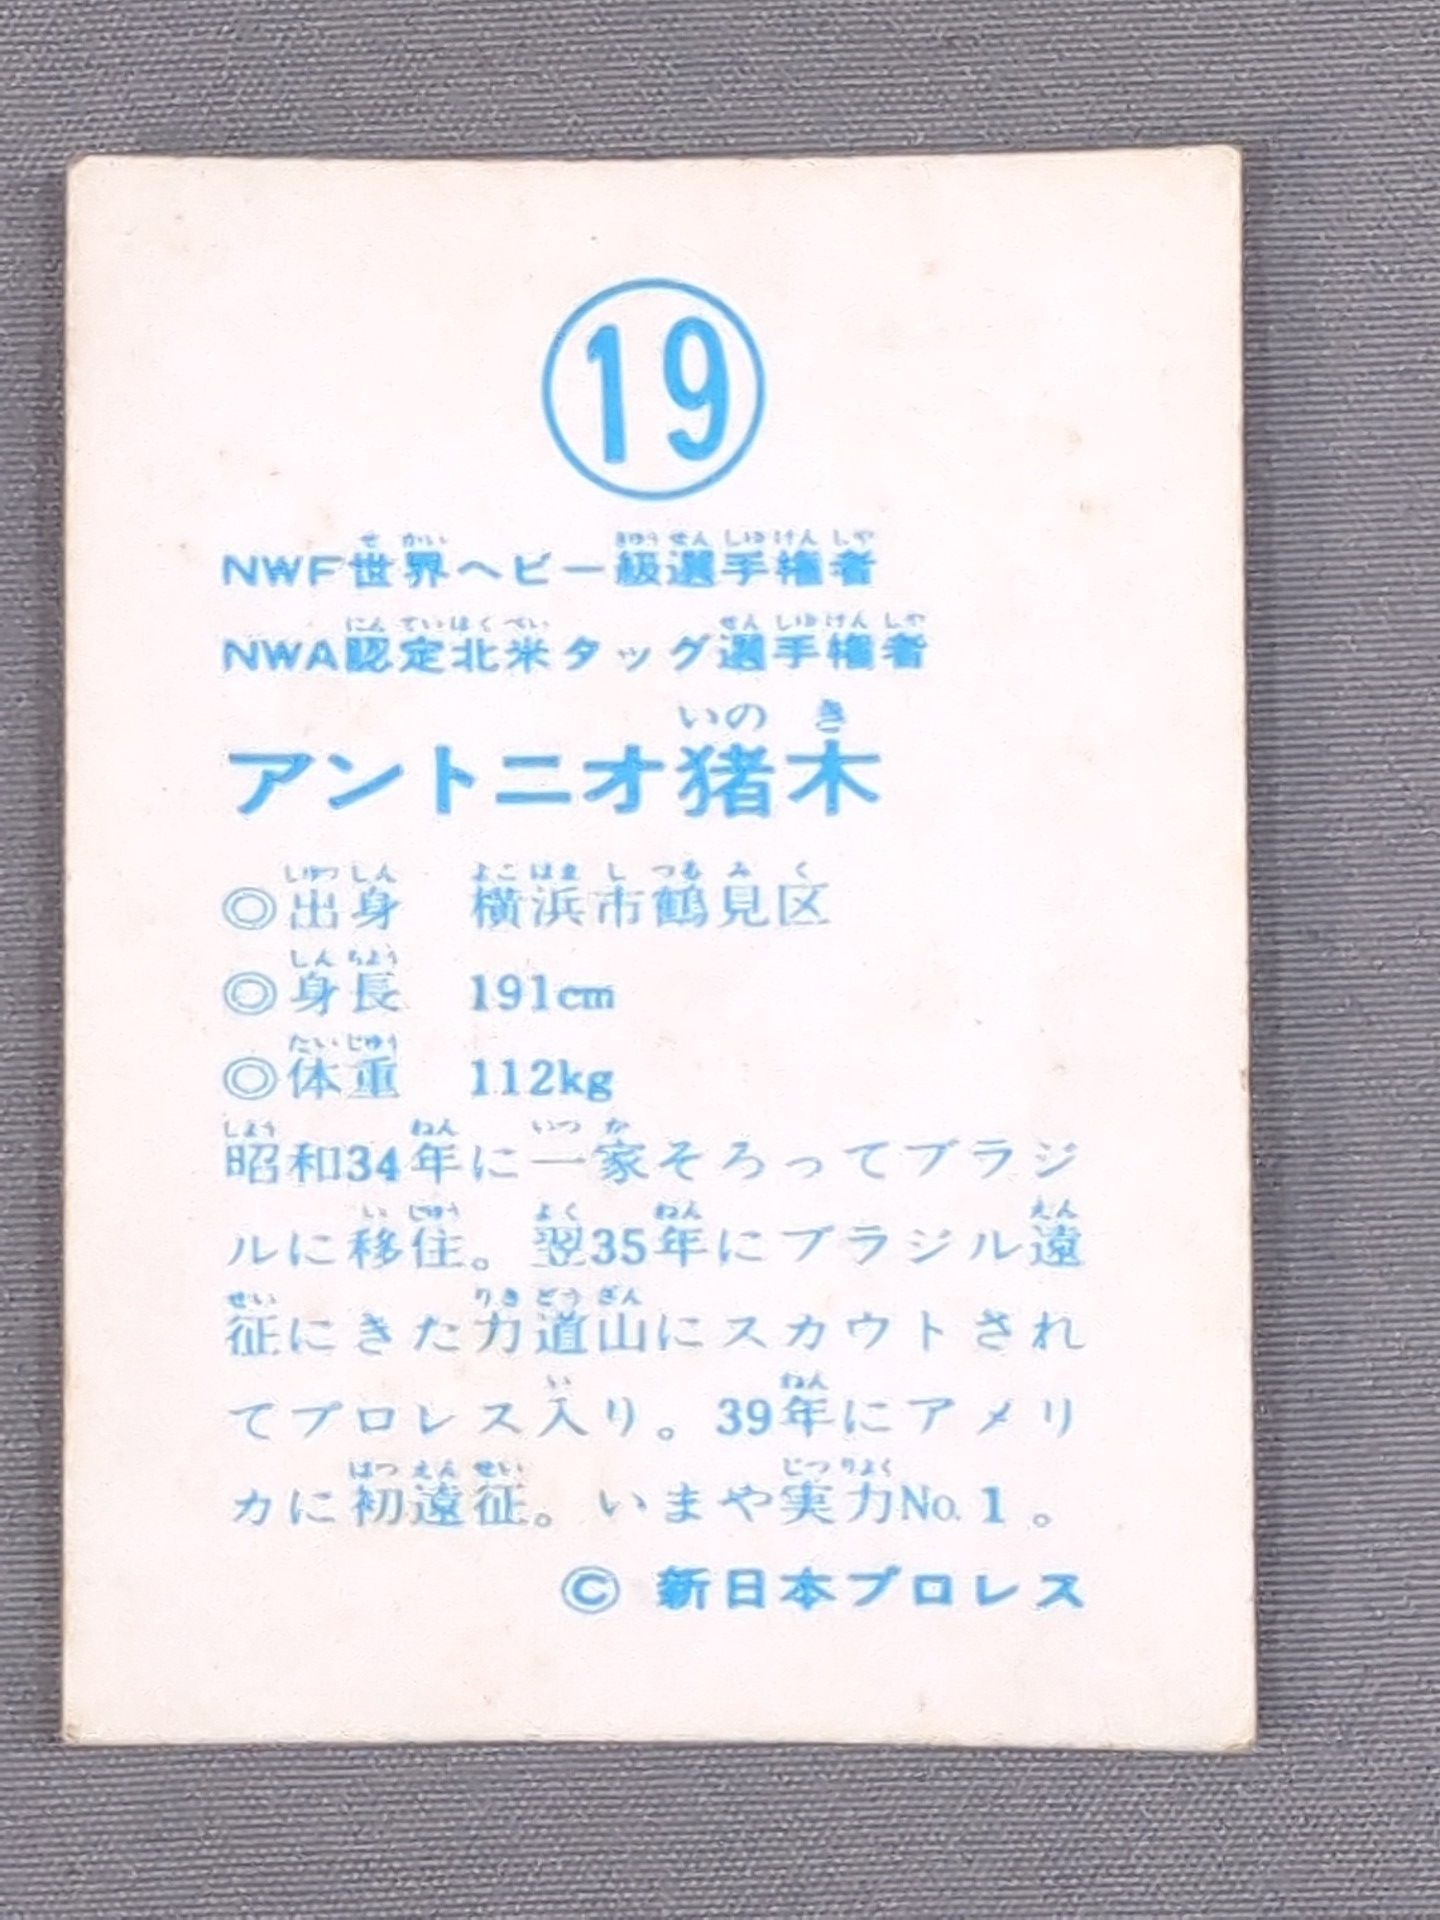 19
NWF世界ヘビー級選手権者
NWA認定北米タッグ選手権者
アントニオ猪木
◎出身 横浜市鶴見区
◎身長 191cm
◎体重 112kg
昭和34年に一家そろってブラジ
ルに移住。翌35年にブラジル遠
征にきた力道山にスカウトされ
てプロレス入り。39年にアメリ
カに初遠征。いまや実力No.1。
© 新日本プロレス